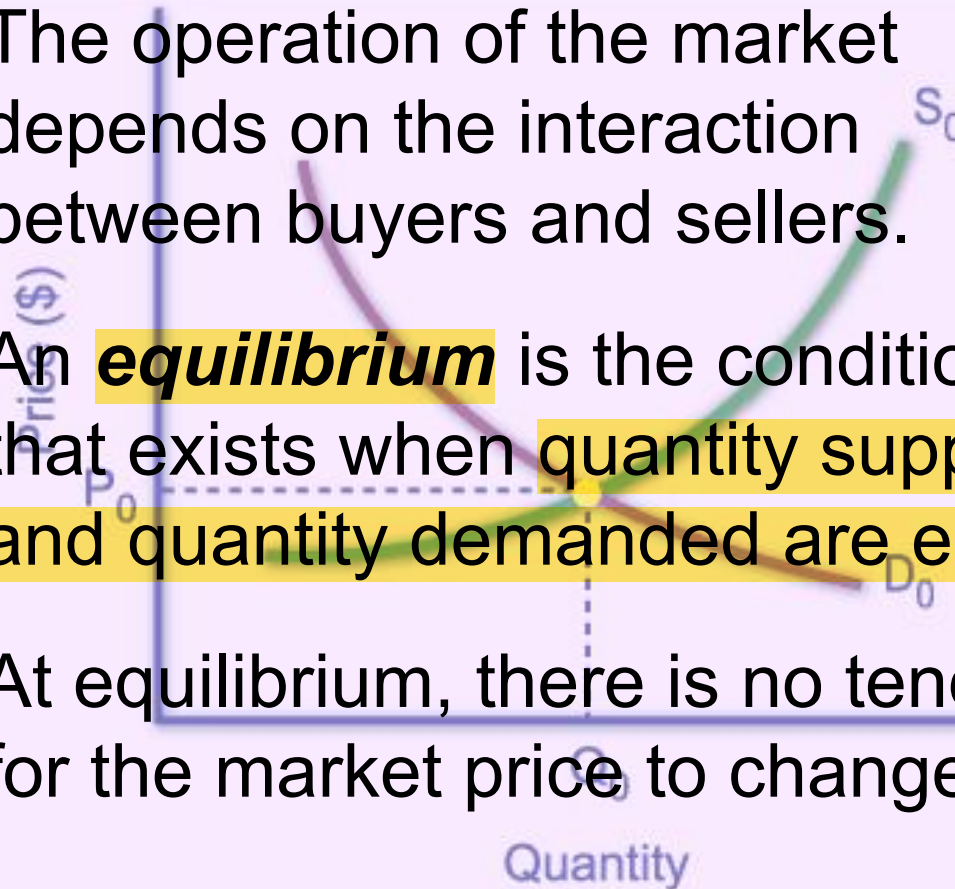 The operation of the market
depends on the interaction
between buyers and sellers.
S0
Price ($)
An equilibrium is the conditio
that exists when quantity supp
P0
and quantity demanded are e
D0
At equilibrium, there is no tend
for the market price to change
Q0
Quantity